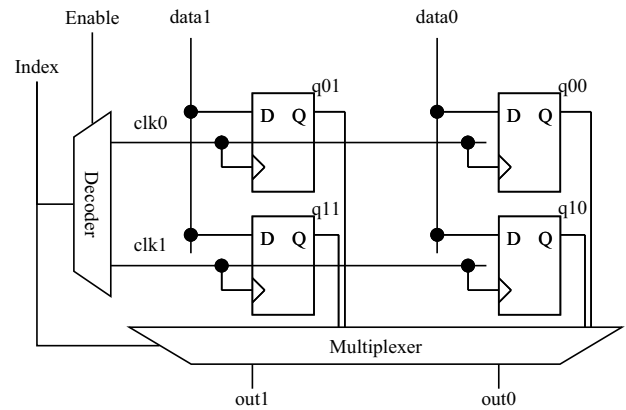 Enable
data1
data0
Index
q01
q00
D Q
D Q
clk0
Decoder
q11
q10
D Q
D Q
clk1
Multiplexer
out1
out0